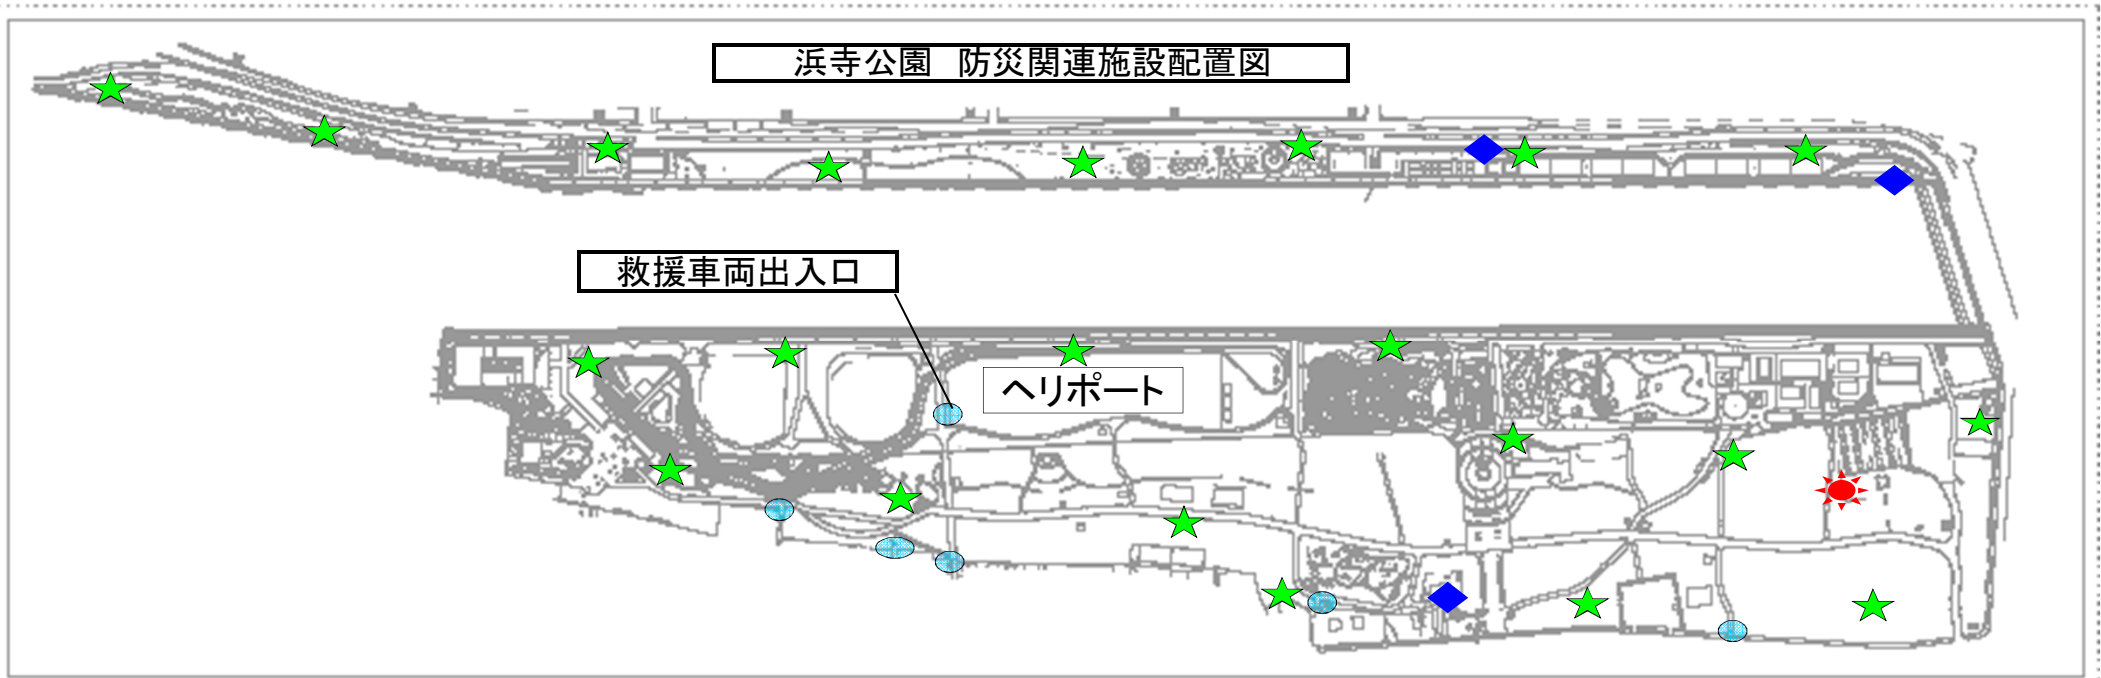 浜寺公園　防災関連施設配置図
救援車両出入口
ヘリポート